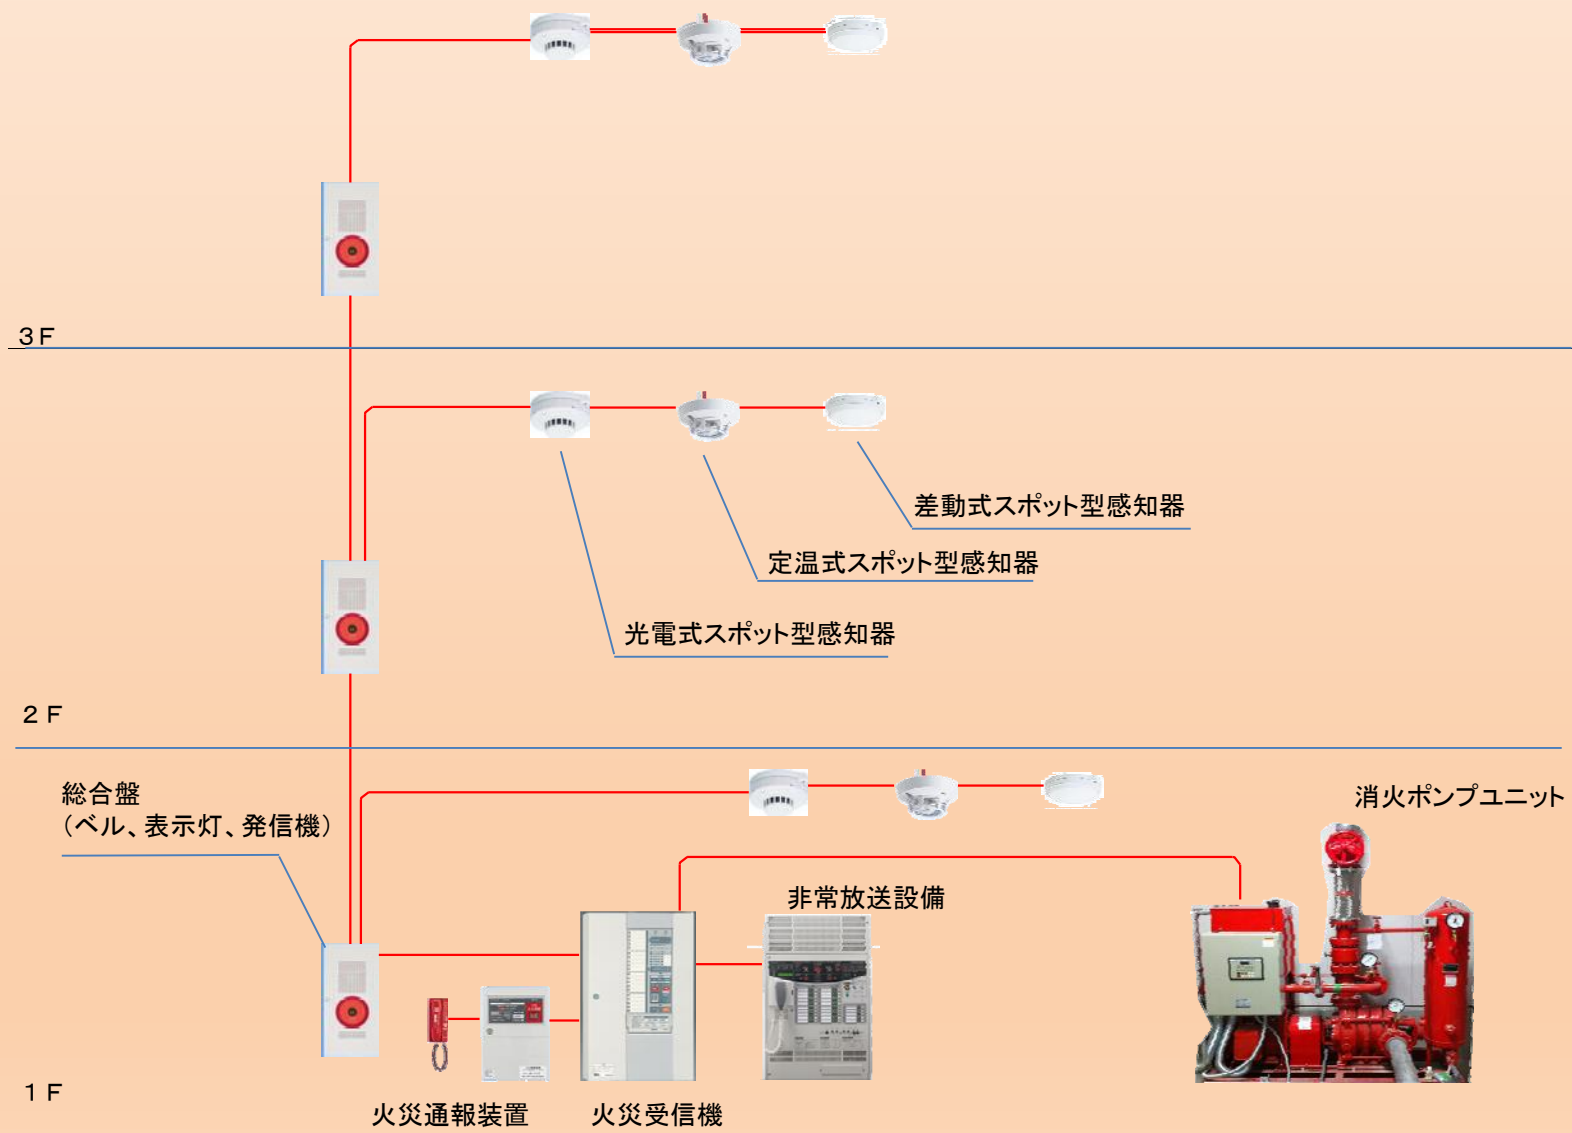 ３F
差動式スポット型感知器
定温式スポット型感知器
光電式スポット型感知器
２F
総合盤
（ベル、表示灯、発信機）
消火ポンプユニット
非常放送設備
１F
火災通報装置
火災受信機